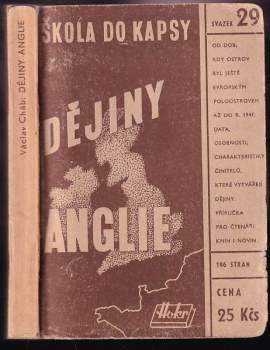 Václav Cháb: DĚJINY ANGLIE
ŠKOLA DO KAPSY
DĚJINY
ANGLIE
Hokr
SVAZEK 29
OD DOB,
KDY OSTROV
BYL JEŠTĚ
EVROPSKÝM
POLOOSTROVEM
AŽ DO R. 1947.
DATA,
OSOBNOSTI,
CHARAKTERISTIKY
ČINITELŮ,
KTERÉ VYTVÁŘELY
DĚJINY.
PŘÍRUČKA
PRO ČTENÁŘE
KNIH I NOVIN
196 STRAN
CENA
25 Kčs